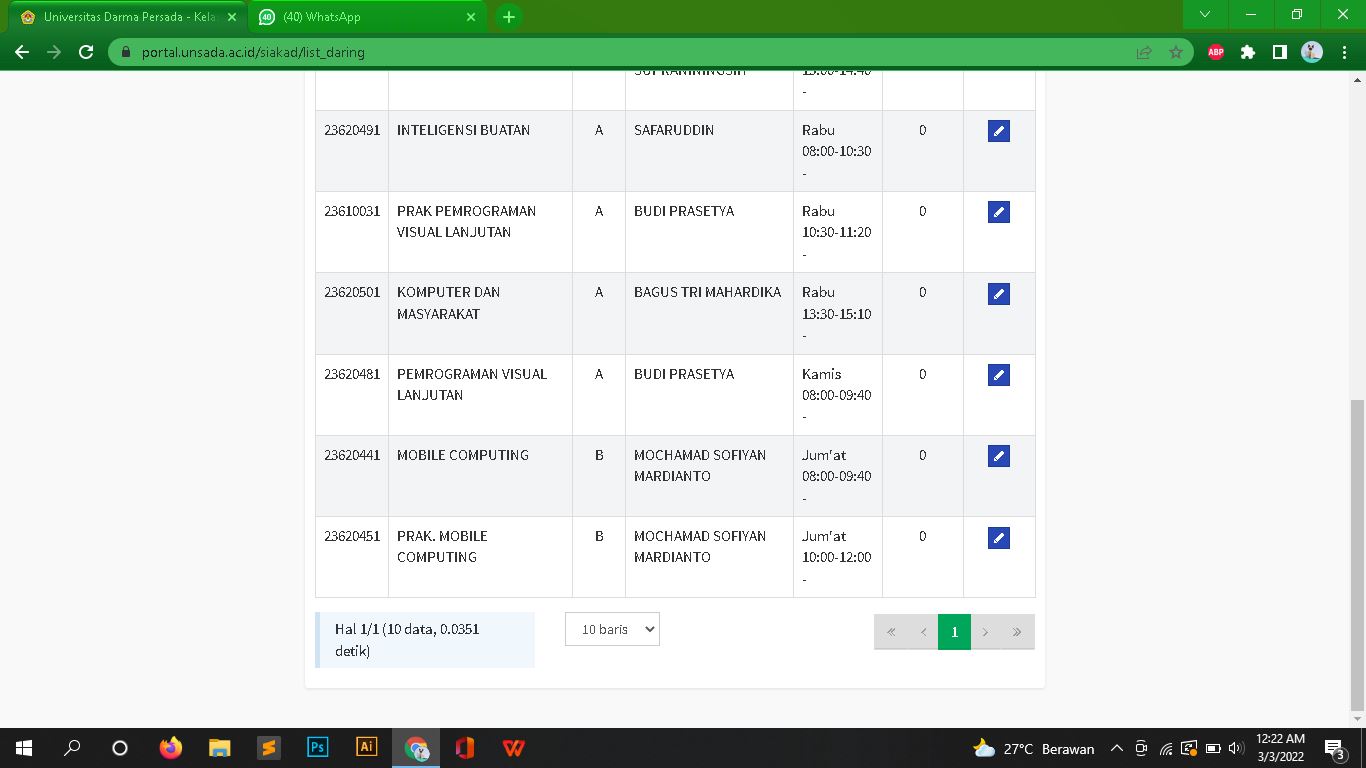 Universitas Darma Persada - Kela
(40) WhatsApp
portal.unsada.ac.id/siakad/list_daring
ABP
23620491 INTELIGENSI BUATAN A SAFARUDDIN Rabu 0
08:00-10:30
-
23610031 PRAK PEMROGRAMAN A BUDI PRASETYA Rabu 0
VISUAL LANJUTAN 10:30-11:20
-
23620501 KOMPUTER DAN A BAGUS TRI MAHARDIKA Rabu 0
MASYARAKAT 13:30-15:10
-
23620481 PEMROGRAMAN VISUAL A BUDI PRASETYA Kamis 0
LANJUTAN 08:00-09:40
-
23620441 MOBILE COMPUTING B MOCHAMAD SOFIYAN Jum'at 0
MARDIANTO 08:00-09:40
-
23620451 PRAK. MOBILE B MOCHAMAD SOFIYAN Jum'at 0
COMPUTING MARDIANTO 10:00-12:00
-
Hal 1/1 (10 data, 0.0351
detik)
10 baris
« ‹ 1 › »
Ps Ai
27°C Berawan
12:22 AM
3/3/2022
3